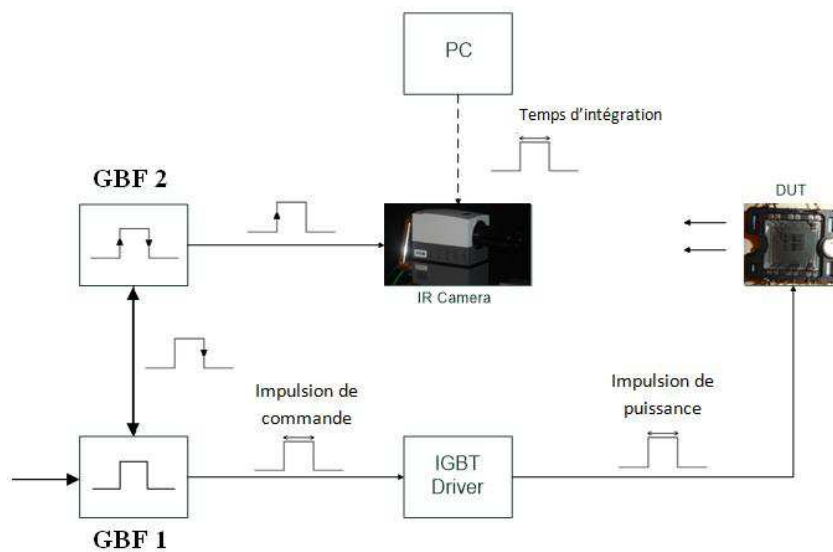 PC
Temps d'intégration
GBF 2
DUT
IR Camera
Impulsion de
commande
Impulsion de
puissance
IGBT
Driver
GBF 1